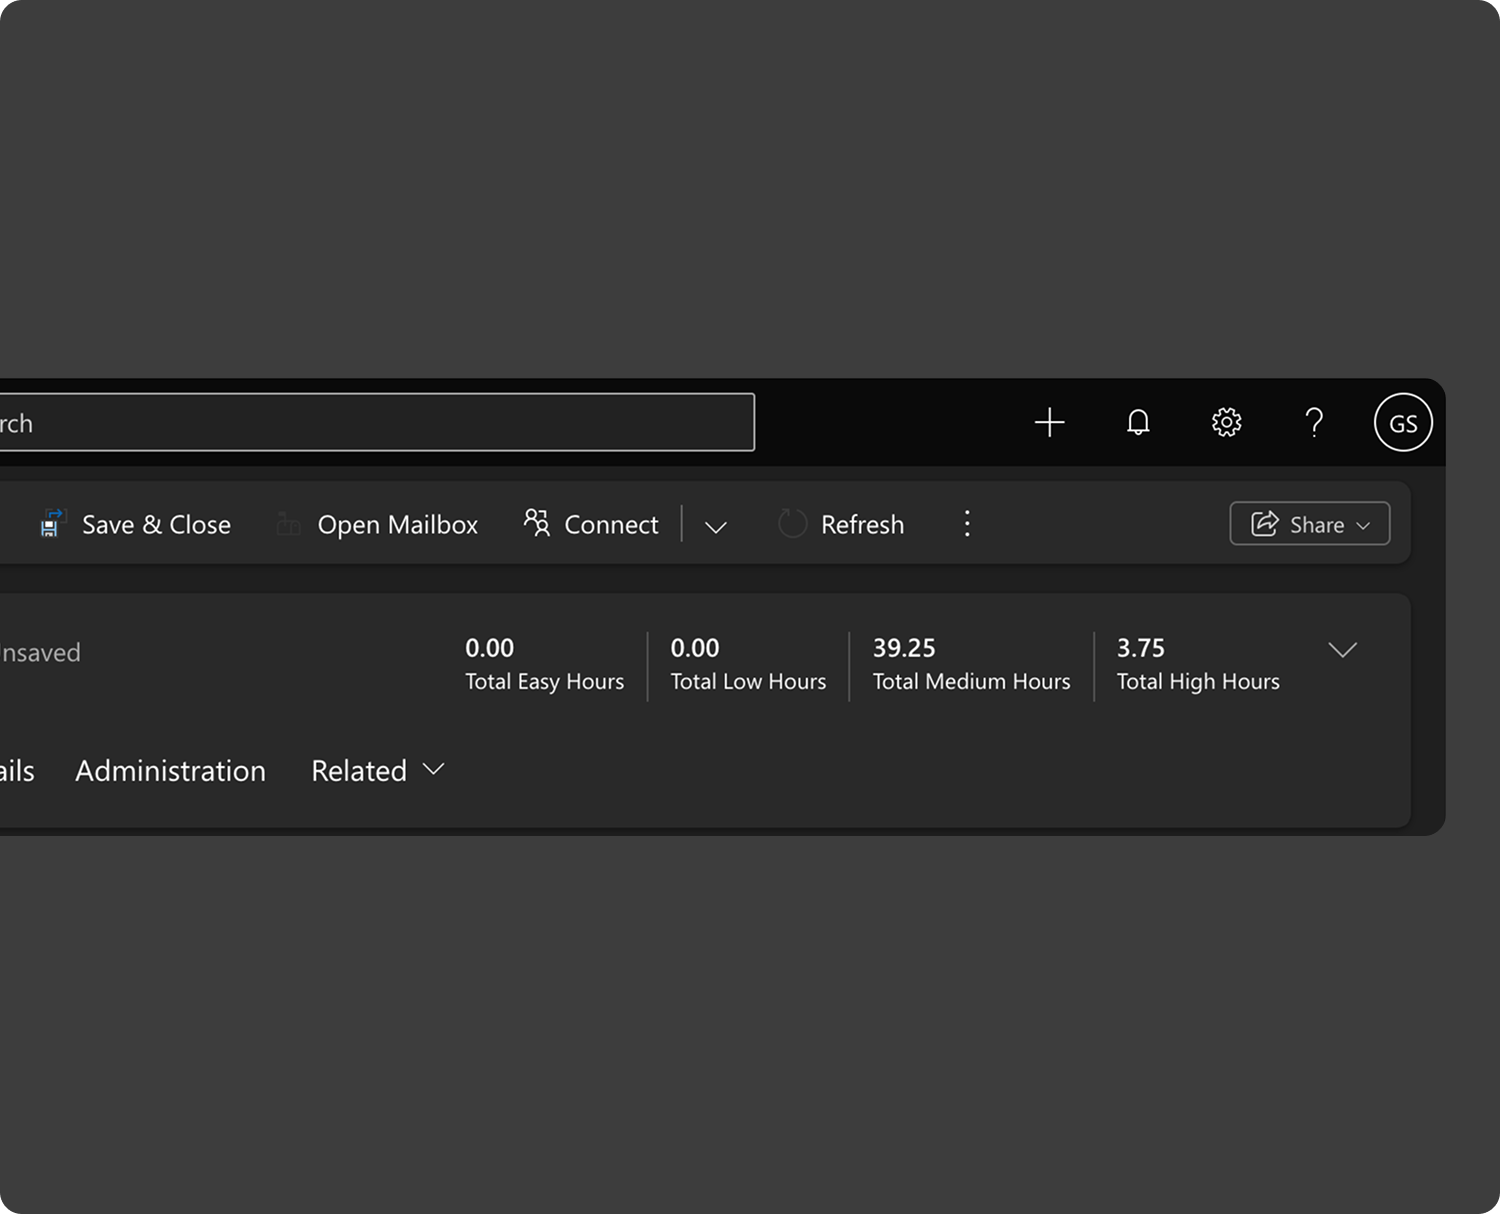 rch
GS
Save & Close
Open Mailbox
Connect
Refresh
Share
nsaved
0.00
Total Easy Hours
0.00
Total Low Hours
39.25
Total Medium Hours
3.75
Total High Hours
ails
Administration
Related